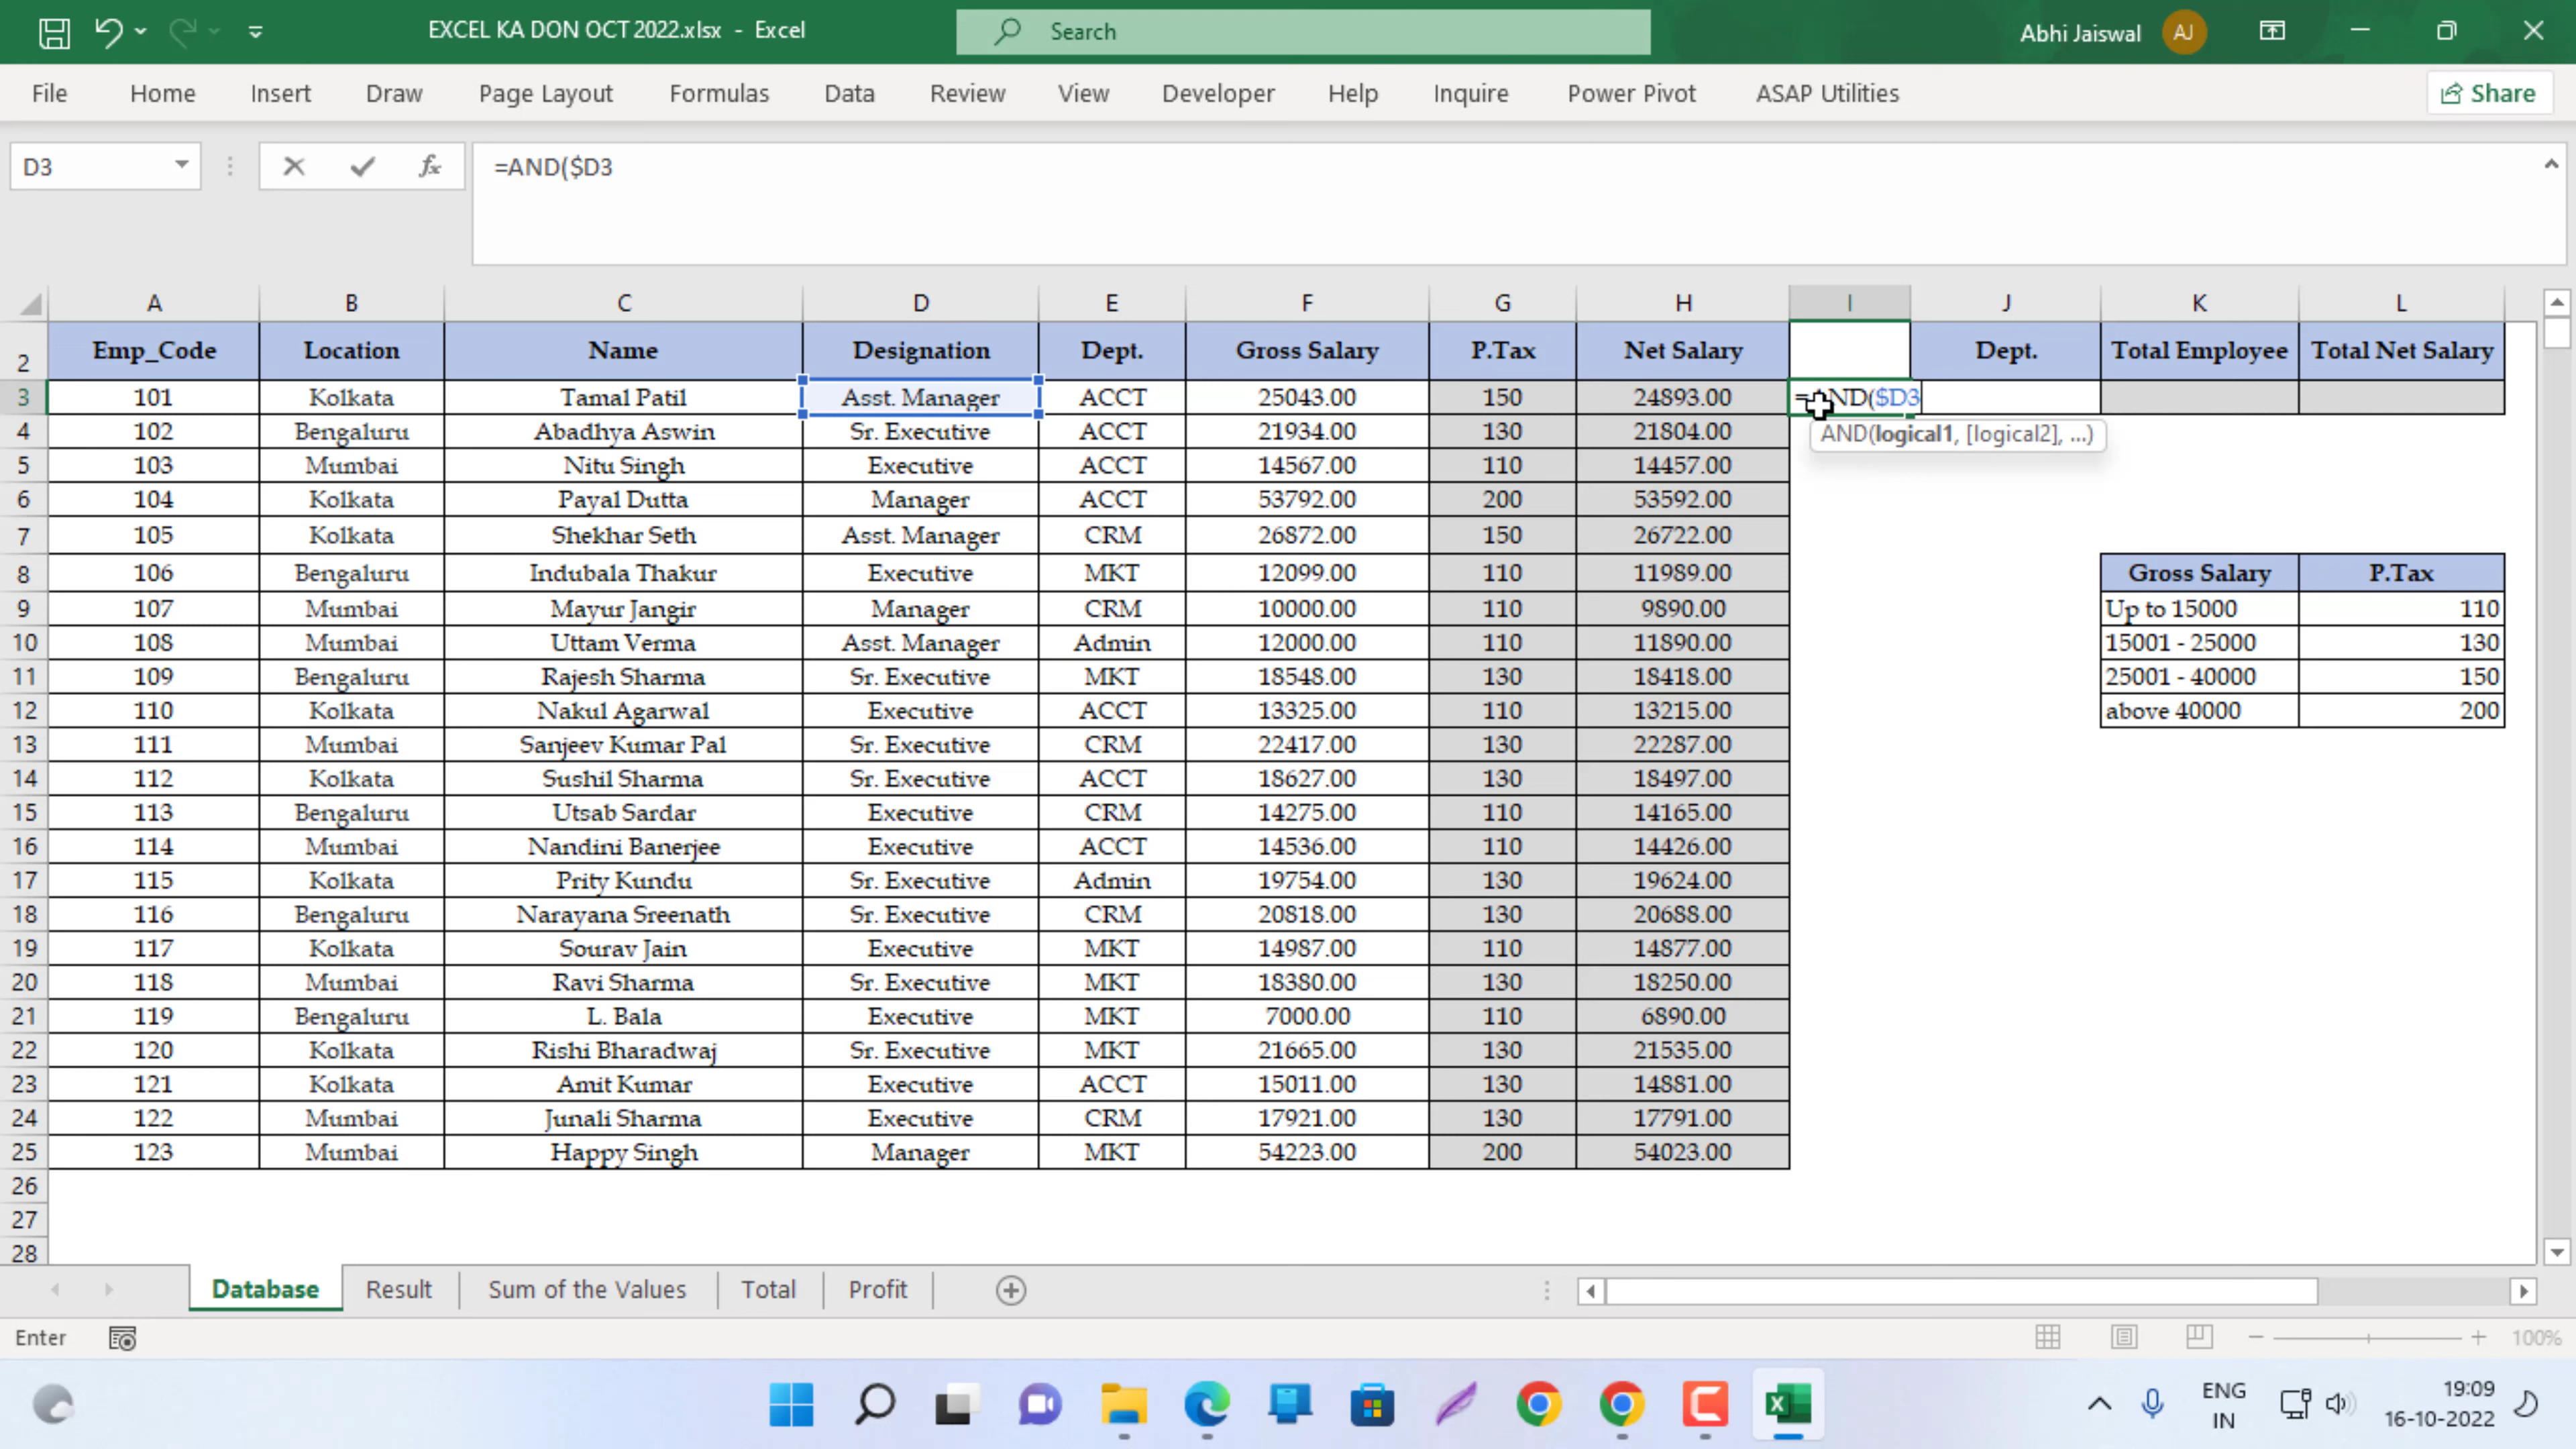 EXCEL KA DON OCT 2022.xlsx - Excel
Search
Abhi Jaiswal AJ
File Home Insert Draw Page Layout Formulas Data Review View Developer Help Inquire Power Pivot ASAP Utilities Share
D3 fx =AND($D3
A B C D E F G H I J K L
2 Emp_Code Location Name Designation Dept. Gross Salary P.Tax Net Salary Dept. Total Employee Total Net Salary
3 101 Kolkata Tamal Patil Asst. Manager ACCT 25043.00 150 24893.00 =AND($D3
AND(logical1, [logical2], ...)
4 102 Bengaluru Abadhya Aswin Sr. Executive ACCT 21934.00 130 21804.00
5 103 Mumbai Nitu Singh Executive ACCT 14567.00 110 14457.00
6 104 Kolkata Payal Dutta Manager ACCT 53792.00 200 53592.00
7 105 Kolkata Shekhar Seth Asst. Manager CRM 26872.00 150 26722.00
8 106 Bengaluru Indubala Thakur Executive MKT 12099.00 110 11989.00 Gross Salary P.Tax
9 107 Mumbai Mayur Jangir Manager CRM 10000.00 110 9890.00 Up to 15000 110
10 108 Mumbai Uttam Verma Asst. Manager Admin 12000.00 110 11890.00 15001 - 25000 130
11 109 Bengaluru Rajesh Sharma Sr. Executive MKT 18548.00 130 18418.00 25001 - 40000 150
12 110 Kolkata Nakul Agarwal Executive ACCT 13325.00 110 13215.00 above 40000 200
13 111 Mumbai Sanjeev Kumar Pal Sr. Executive CRM 22417.00 130 22287.00
14 112 Kolkata Sushil Sharma Sr. Executive ACCT 18627.00 130 18497.00
15 113 Bengaluru Utsab Sardar Executive CRM 14275.00 110 14165.00
16 114 Mumbai Nandini Banerjee Executive ACCT 14536.00 110 14426.00
17 115 Kolkata Prity Kundu Sr. Executive Admin 19754.00 130 19624.00
18 116 Bengaluru Narayana Sreenath Sr. Executive CRM 20818.00 130 20688.00
19 117 Kolkata Sourav Jain Executive MKT 14987.00 110 14877.00
20 118 Mumbai Ravi Sharma Sr. Executive MKT 18380.00 130 18250.00
21 119 Bengaluru L. Bala Executive MKT 7000.00 110 6890.00
22 120 Kolkata Rishi Bharadwaj Sr. Executive MKT 21665.00 130 21535.00
23 121 Kolkata Amit Kumar Executive ACCT 15011.00 130 14881.00
24 122 Mumbai Junali Sharma Executive CRM 17921.00 130 17791.00
25 123 Mumbai Happy Singh Manager MKT 54223.00 200 54023.00
26
27
28
Database Result Sum of the Values Total Profit
Enter 100%
ENG IN 19:09 16-10-2022